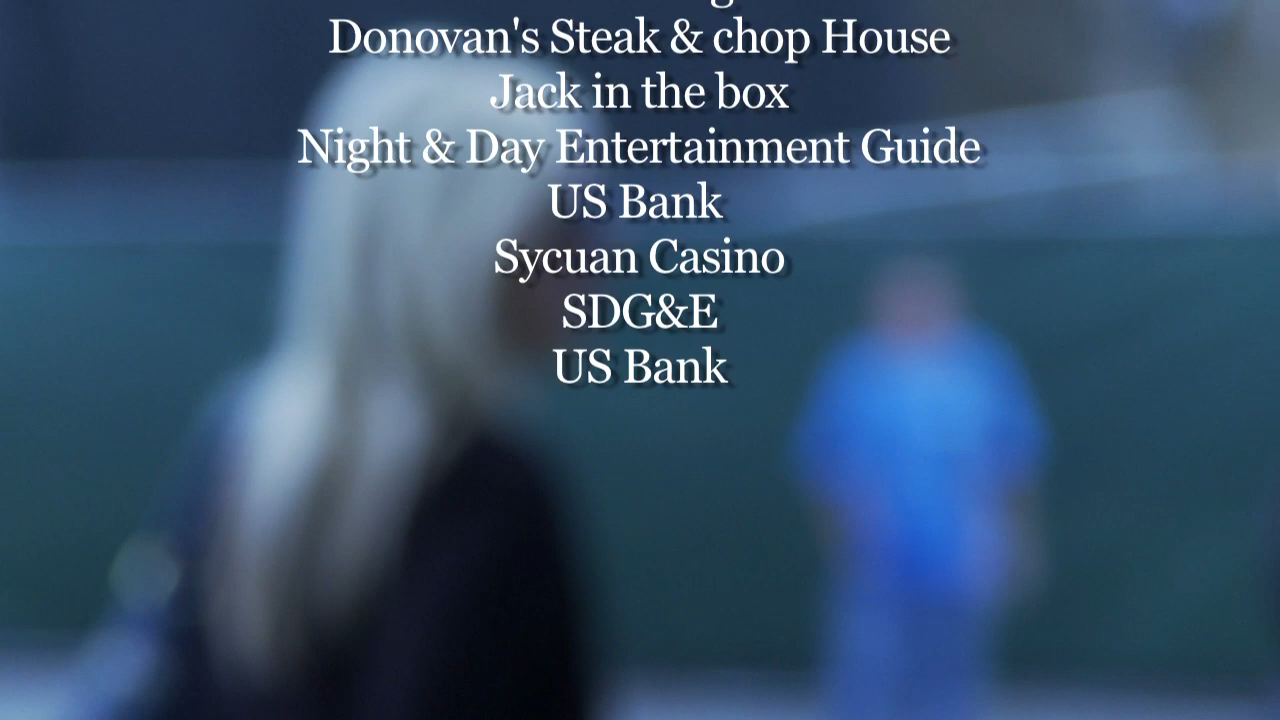 Donovan's Steak & chop House
Jack in the box
Night & Day Entertainment Guide
US Bank
Sycuan Casino
SDG&E
US Bank